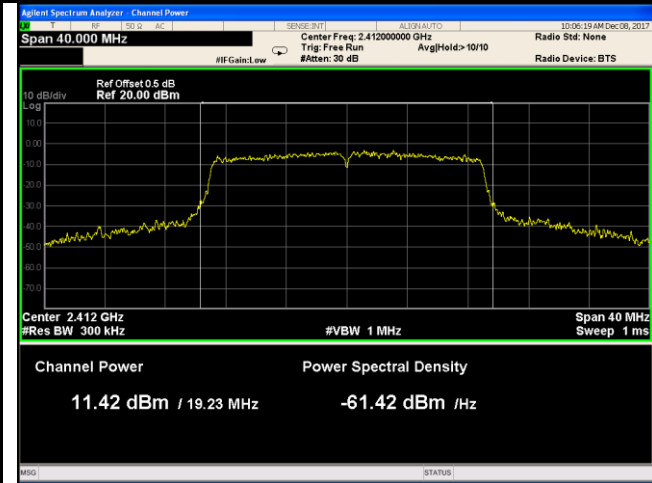 Agilent Spectrum Analyzer - Channel Power
T RF 50 Ω AC SENSE:INT ALIGN AUTO 10:06:19 AM Dec 08, 2017
Span 40.000 MHz Center Freq: 2.412000000 GHz Radio Std: None
Trig: Free Run Avg|Hold:> 10/10
#IFGain:Low #Atten: 30 dB Radio Device: BTS
Ref Offset 0.5 dB
10 dB/div Ref 20.00 dBm
Log
10.0
0.00
-10.0
-20.0
-30.0
-40.0
-50.0
-60.0
-70.0
Center 2.412 GHz Span 40 MHz
#Res BW 300 kHz #VBW 1 MHz Sweep 1 ms
Channel Power Power Spectral Density
11.42 dBm / 19.23 MHz -61.42 dBm /Hz
MSG STATUS